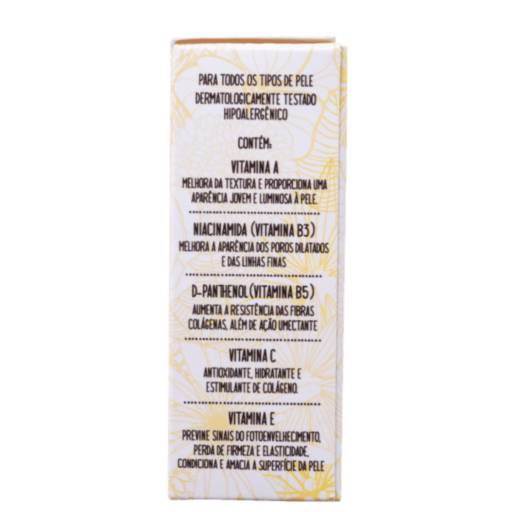 PARA TODOS OS TIPOS DE PELE
DERMATOLOGICAMENTE TESTADO
HIPOALERGÊNICO
CONTÉM:
VITAMINA A
MELHORA DA TEXTURA E PROPORCIONA UMA
APARÊNCIA JOVEM E LUMINOSA À PELE.
NIACINAMIDA (VITAMINA B3)
MELHORA A APARÊNCIA DOS POROS DILATADOS
E DAS LINHAS FINAS
D-PANTHENOL (VITAMINA B5)
AUMENTA A RESISTÊNCIA DAS FIBRAS
COLÁGENAS, ALÉM DE AÇÃO UMECTANTE
VITAMINA C
ANTIOXIDANTE, HIDRATANTE E
ESTIMULANTE DE COLÁGENO.
VITAMINA E
PREVINE SINAIS DO FOTOENVELHECIMENTO,
PERDA DE FIRMEZA E ELASTICIDADE,
CONDICIONA E AMACIA A SUPERFÍCIE DA PELE